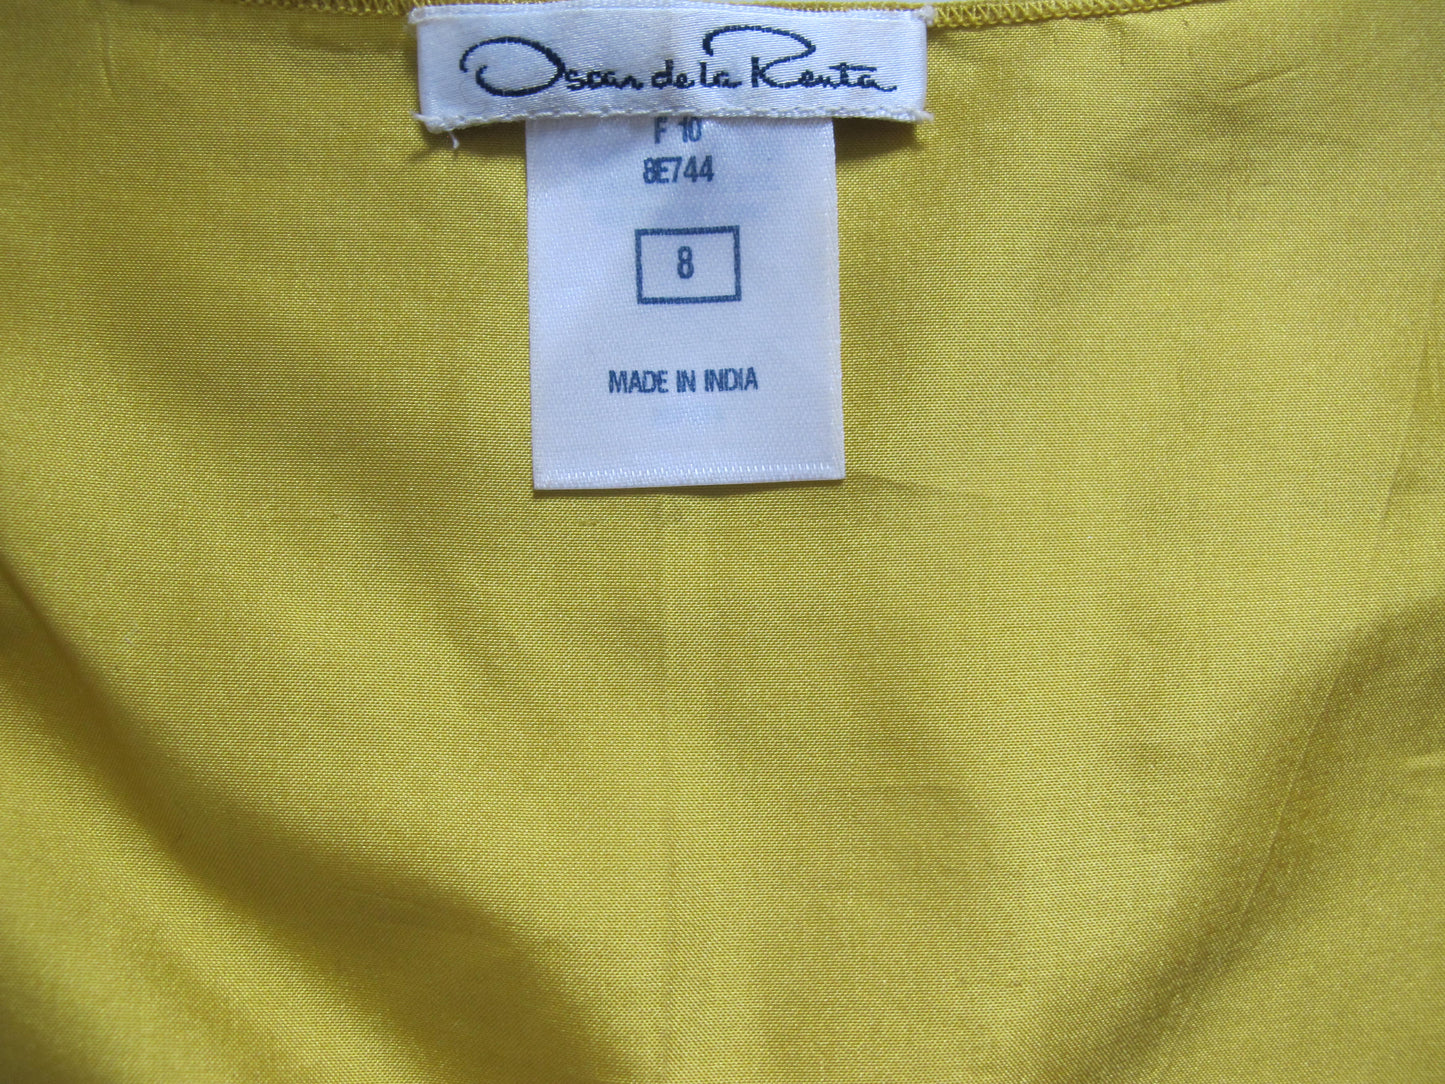 Oscar de la Renta
F 10
8E744
8
MADE IN INDIA